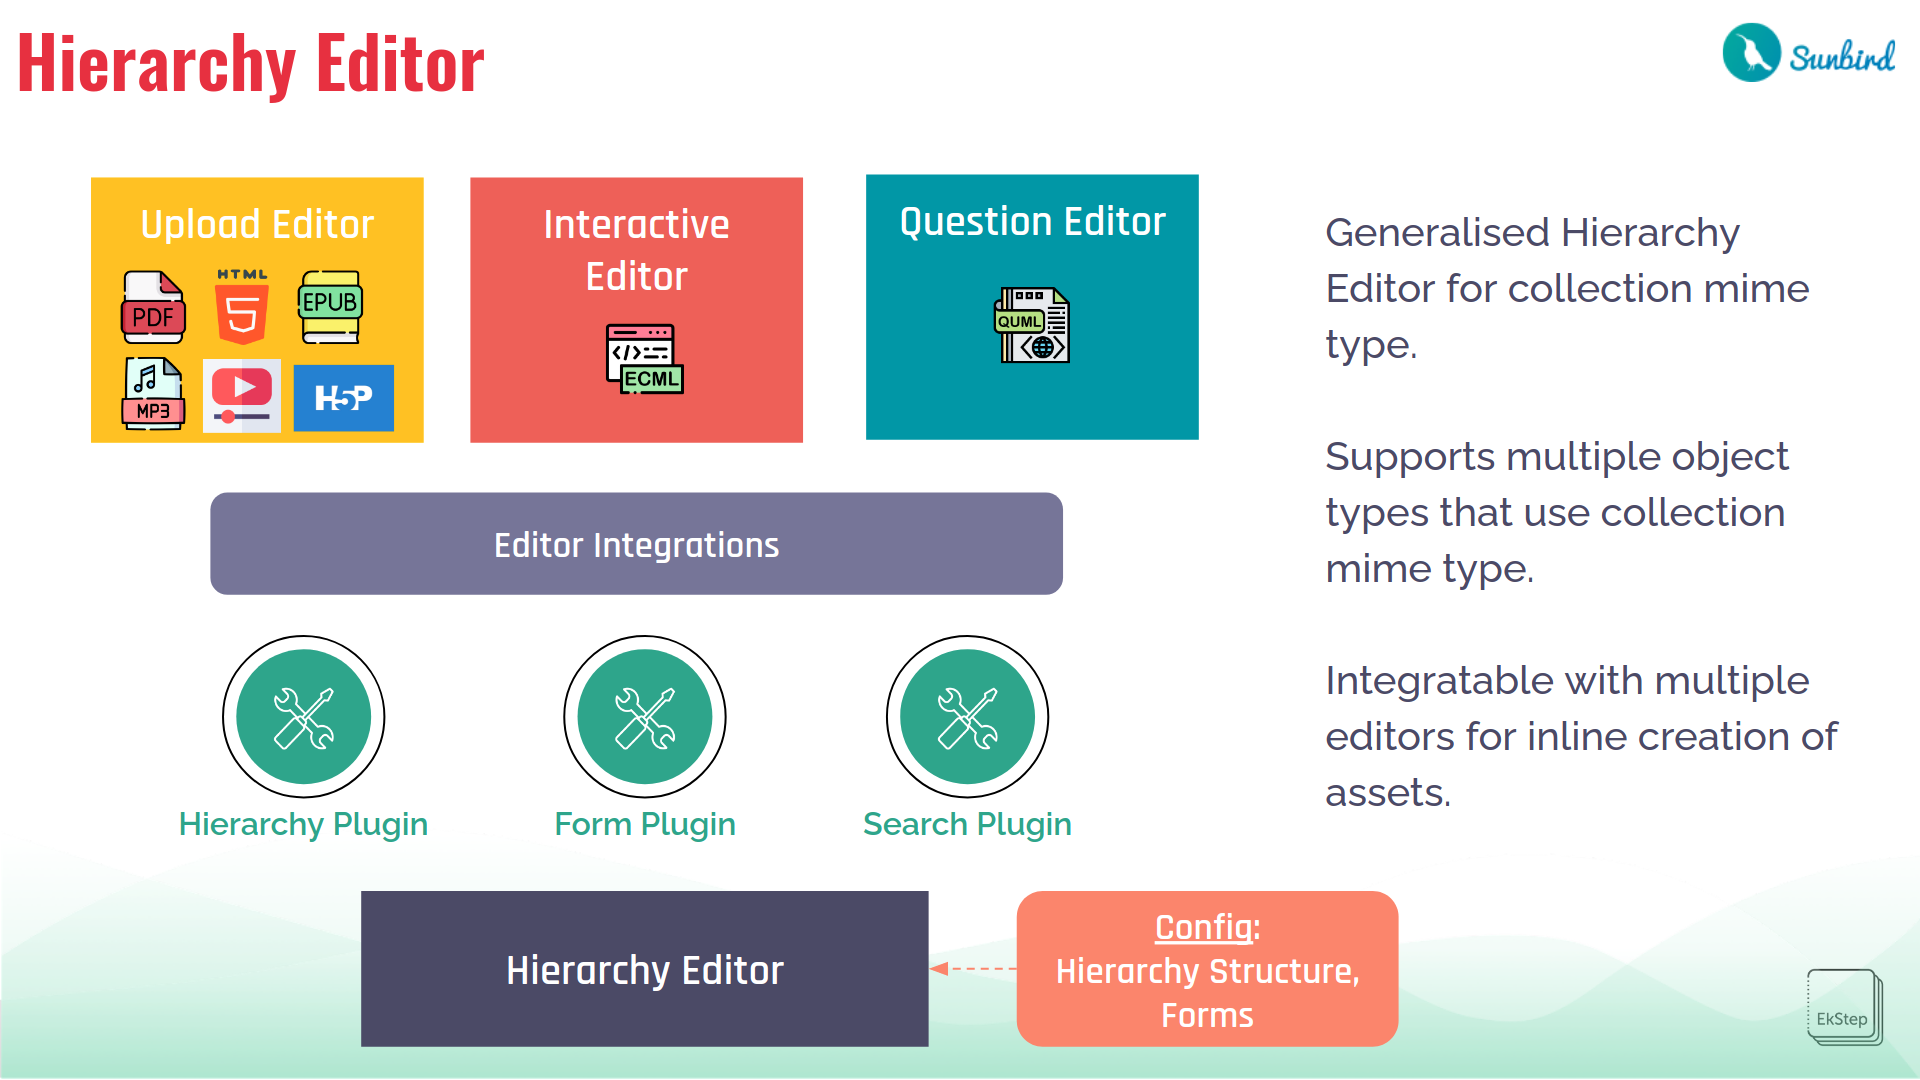 Hierarchy Editor
Sunbird
Upload Editor
HTML
PDF
5
EPUB
MP3
H5P
Interactive
Editor
</>
ECML
Question Editor
QUML
Editor Integrations
Hierarchy Plugin
Form Plugin
Search Plugin
Hierarchy Editor
Config:
Hierarchy Structure,
Forms
Generalised Hierarchy
Editor for collection mime
type.
Supports multiple object
types that use collection
mime type.
Integratable with multiple
editors for inline creation of
assets.
EkStep